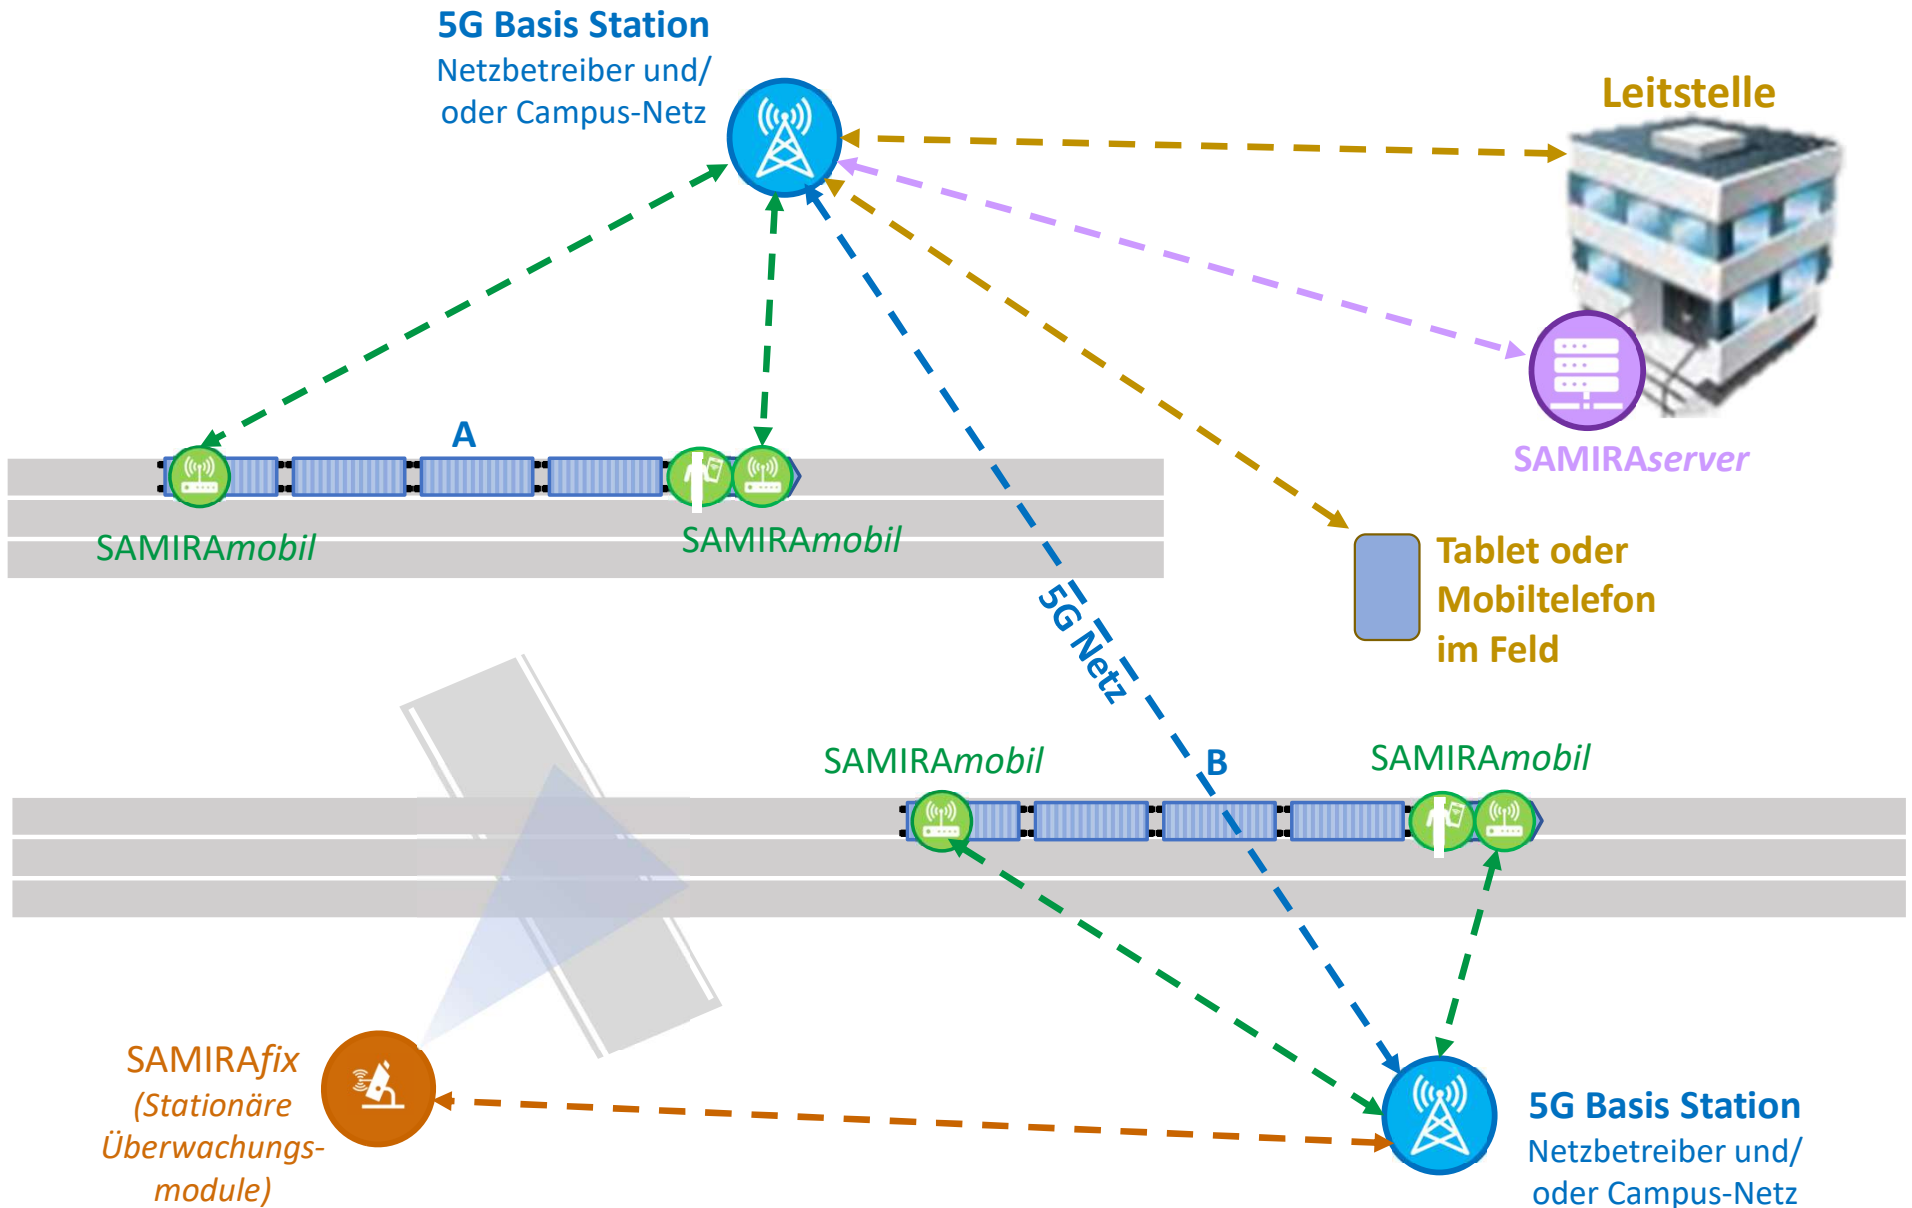 5G Basis Station
Netzbetreiber und/
oder Campus-Netz
Leitstelle
A
SAMIRAserver
SAMIRAmobil
SAMIRAmobil
Tablet oder
Mobiltelefon
im Feld
5G Netz
SAMIRAmobil
B
SAMIRAmobil
SAMIRAfix
(Stationäre
Überwachungs-
module)
5G Basis Station
Netzbetreiber und/
oder Campus-Netz